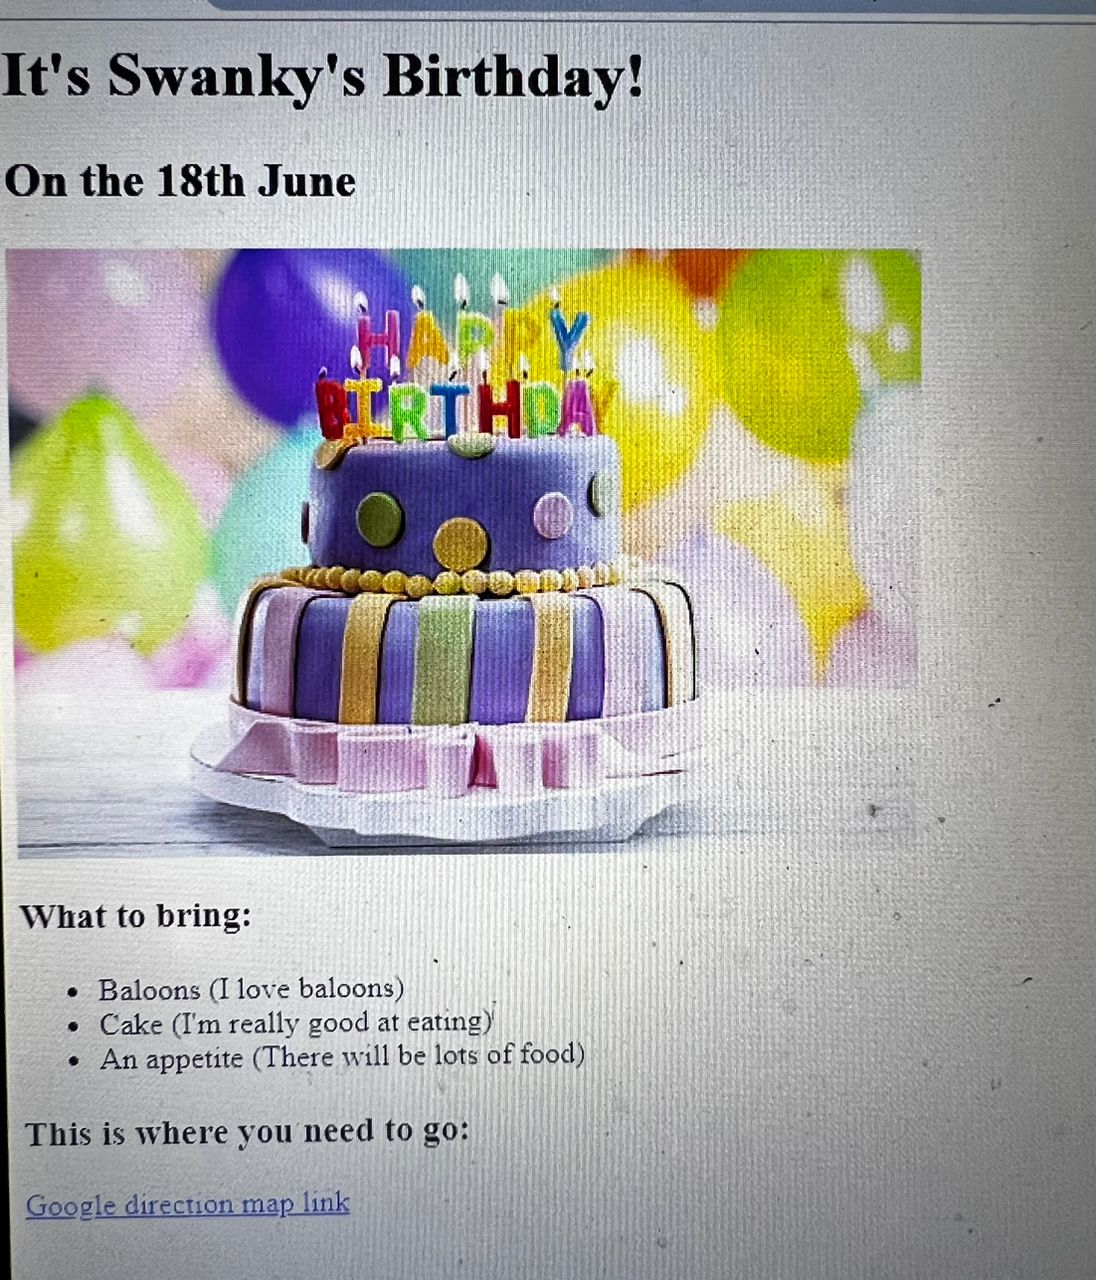 It's Swanky's Birthday!
On the 18th June
HAPPY
BIRTHDAY
What to bring:
Baloons (I love baloons)
Cake (I'm really good at eating)
An appetite (There will be lots of food)
This is where you need to go:
Google direction map link